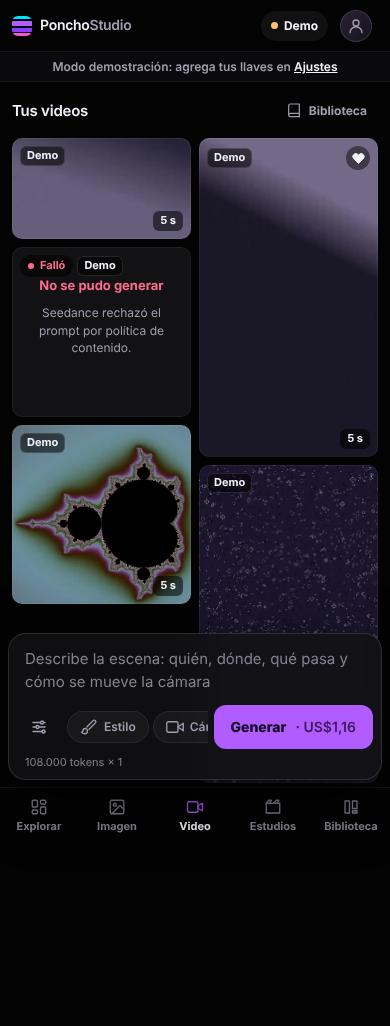 PonchoStudio
Demo
Modo demostración: agrega tus llaves en Ajustes
Tus videos
Biblioteca
Demo
5 s
Demo
5 s
Falló
Demo
No se pudo generar
Seedance rechazó el
prompt por política de
contenido.
Demo
5 s
Demo
Describe la escena: quién, dónde, qué pasa y
cómo se mueve la cámara
Estilo
Generar · US$1,16
108.000 tokens × 1
Explorar
Imagen
Video
Estudios
Biblioteca